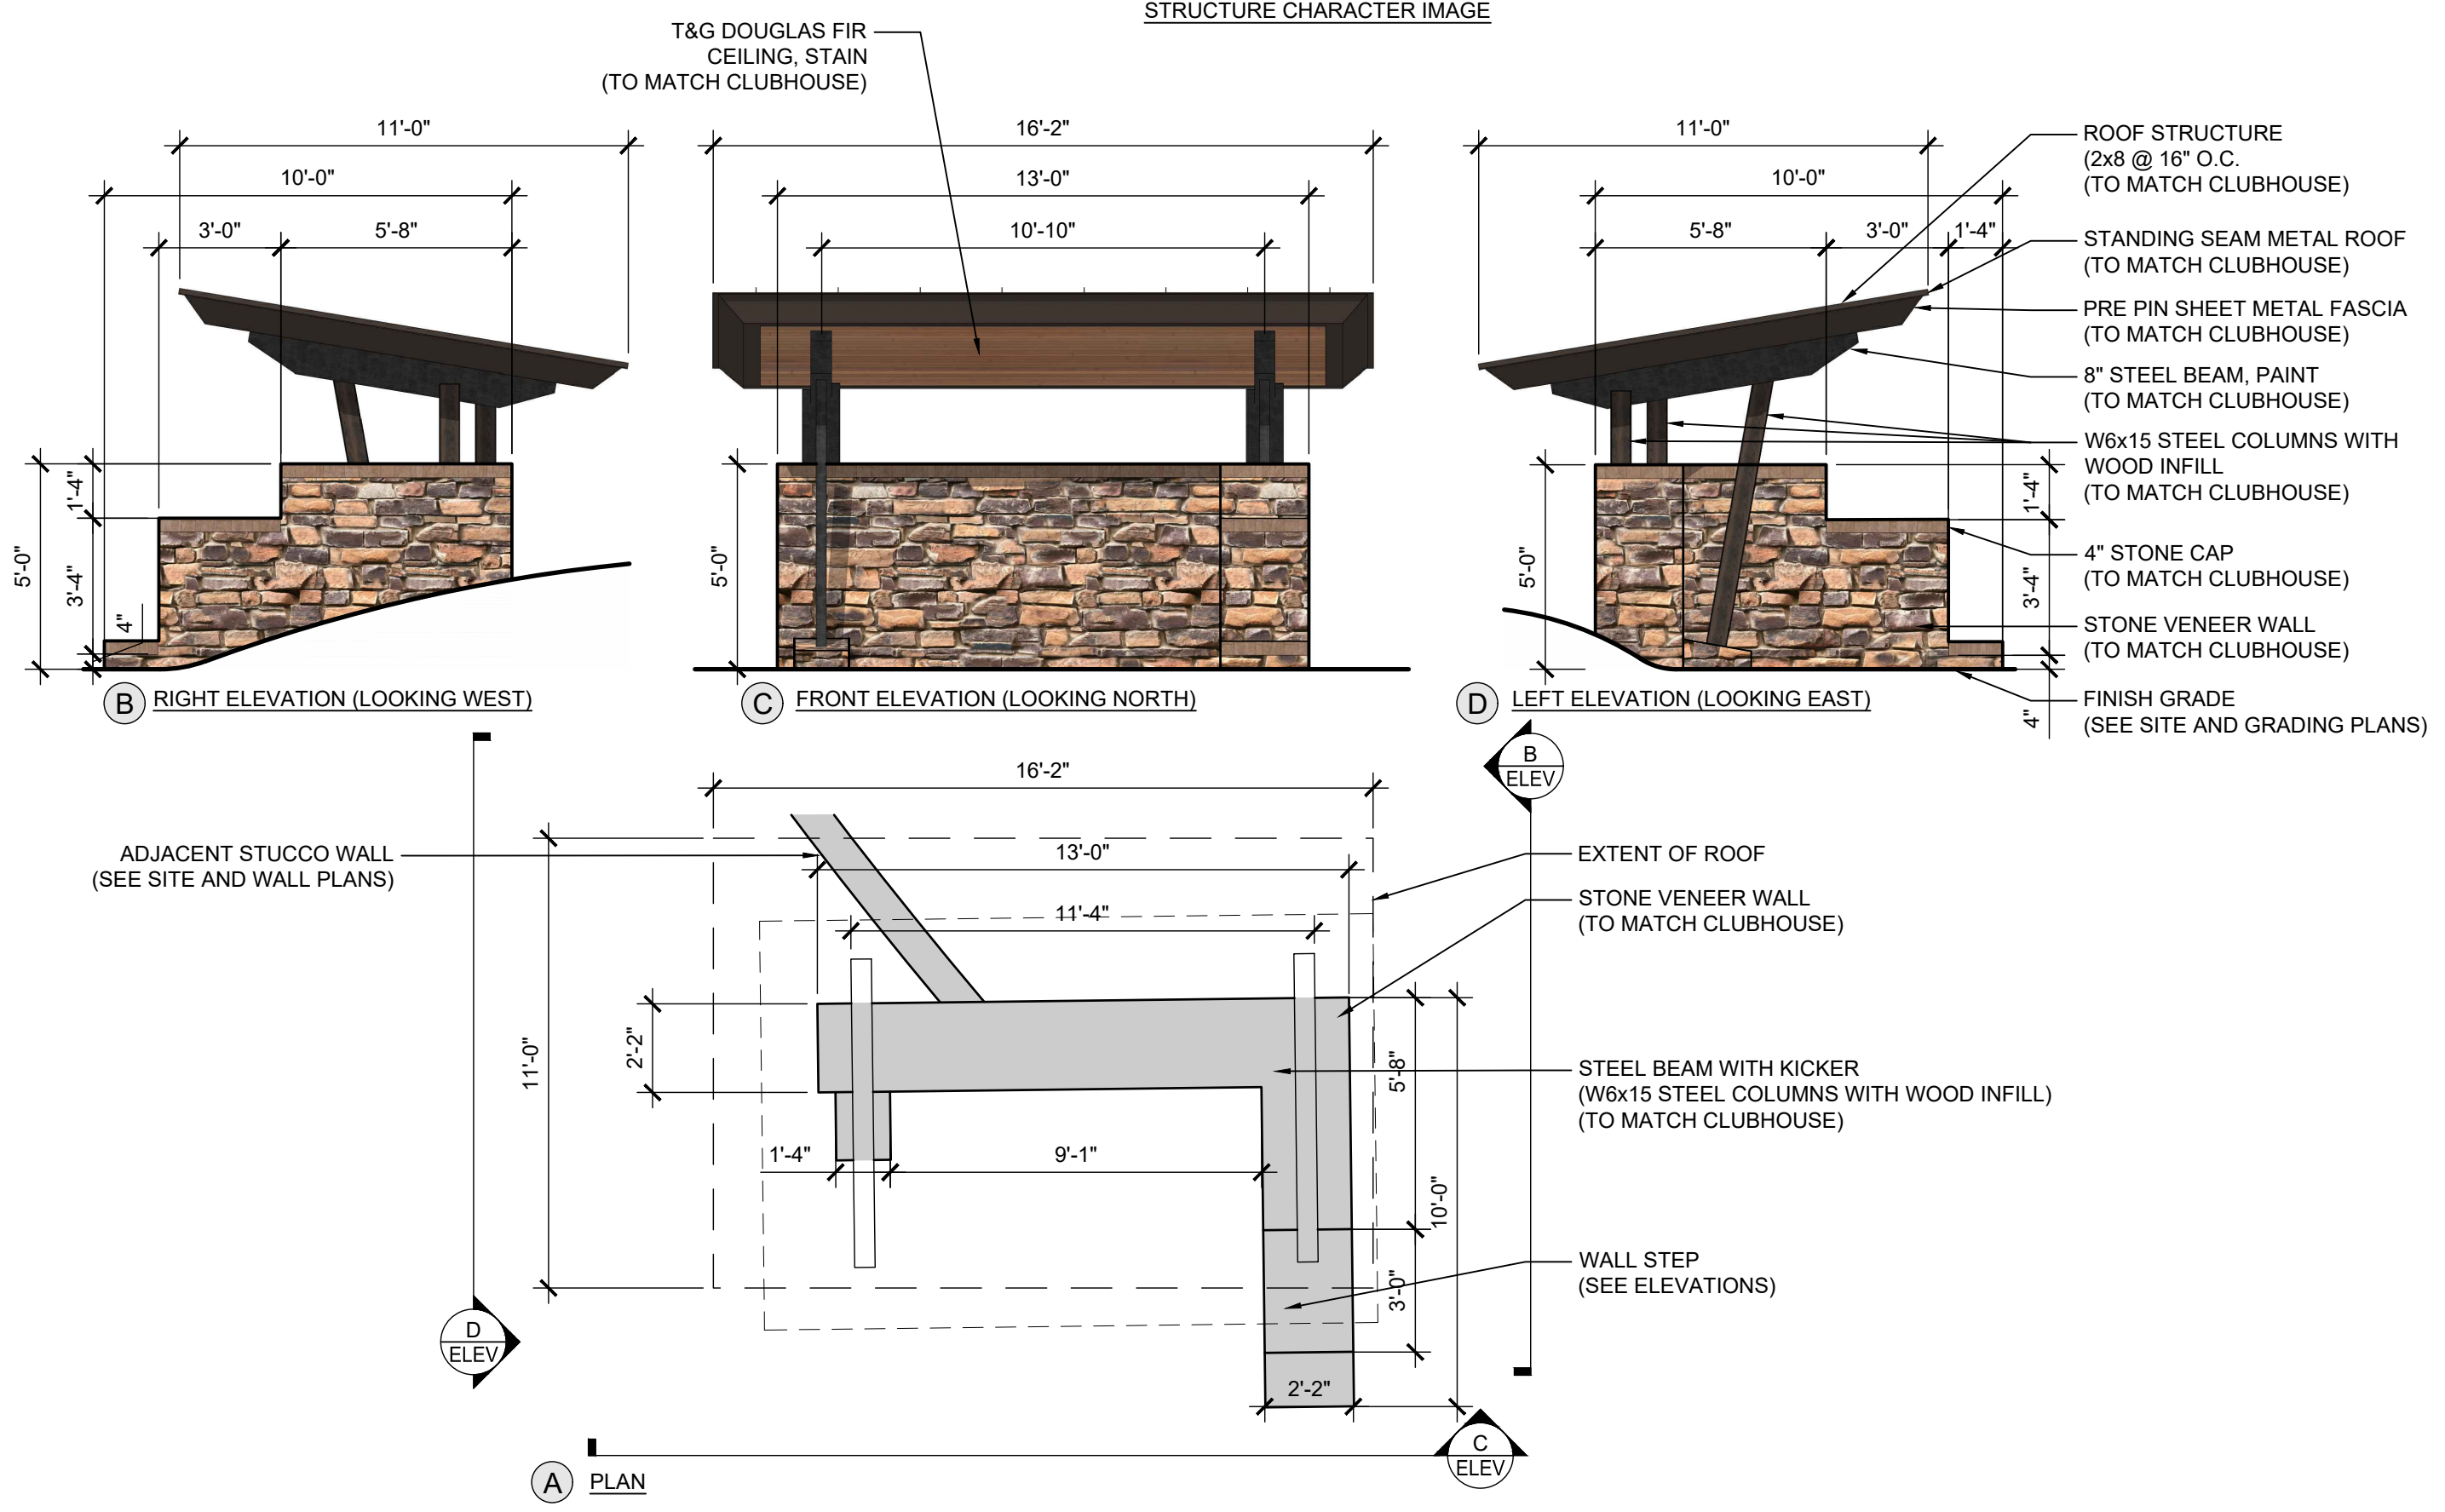 STRUCTURE CHARACTER IMAGE
T&G DOUGLAS FIR
CEILING, STAIN
(TO MATCH CLUBHOUSE)
11'-0"
10'-0"
3'-0"
5'-8"
5'-0"
1'-4"
3'-4"
4"
B
RIGHT ELEVATION (LOOKING WEST)
16'-2"
13'-0"
10'-10"
5'-0"
C
FRONT ELEVATION (LOOKING NORTH)
11'-0"
10'-0"
5'-8"
3'-0"
1'-4"
5'-0"
1'-4"
3'-4"
4"
D
LEFT ELEVATION (LOOKING EAST)
ROOF STRUCTURE
(2x8 @ 16" O.C.
(TO MATCH CLUBHOUSE)
STANDING SEAM METAL ROOF
(TO MATCH CLUBHOUSE)
PRE PIN SHEET METAL FASCIA
(TO MATCH CLUBHOUSE)
8" STEEL BEAM, PAINT
(TO MATCH CLUBHOUSE)
W6x15 STEEL COLUMNS WITH
WOOD INFILL
(TO MATCH CLUBHOUSE)
4" STONE CAP
(TO MATCH CLUBHOUSE)
STONE VENEER WALL
(TO MATCH CLUBHOUSE)
FINISH GRADE
(SEE SITE AND GRADING PLANS)
B
ELEV
16'-2"
ADJACENT STUCCO WALL
(SEE SITE AND WALL PLANS)
13'-0"
11'-4"
11'-0"
2'-2"
1'-4"
9'-1"
5'-8"
10'-0"
3'-0"
2'-2"
EXTENT OF ROOF
STONE VENEER WALL
(TO MATCH CLUBHOUSE)
STEEL BEAM WITH KICKER
(W6x15 STEEL COLUMNS WITH WOOD INFILL)
(TO MATCH CLUBHOUSE)
WALL STEP
(SEE ELEVATIONS)
D
ELEV
C
ELEV
A
PLAN